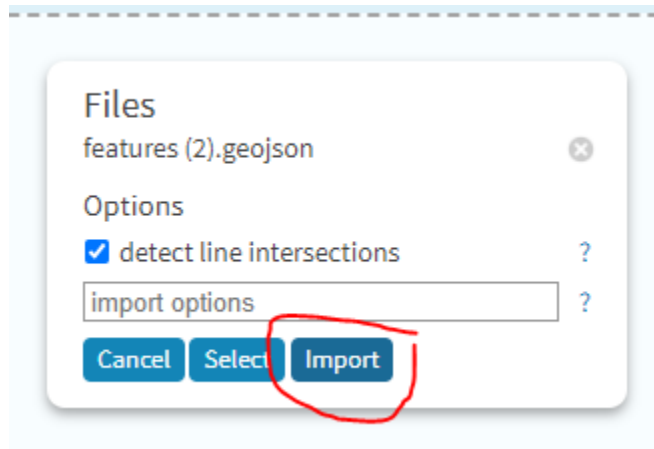 Files
features (2).geojson
Options
detect line intersections ?
import options ?
Cancel Select Import